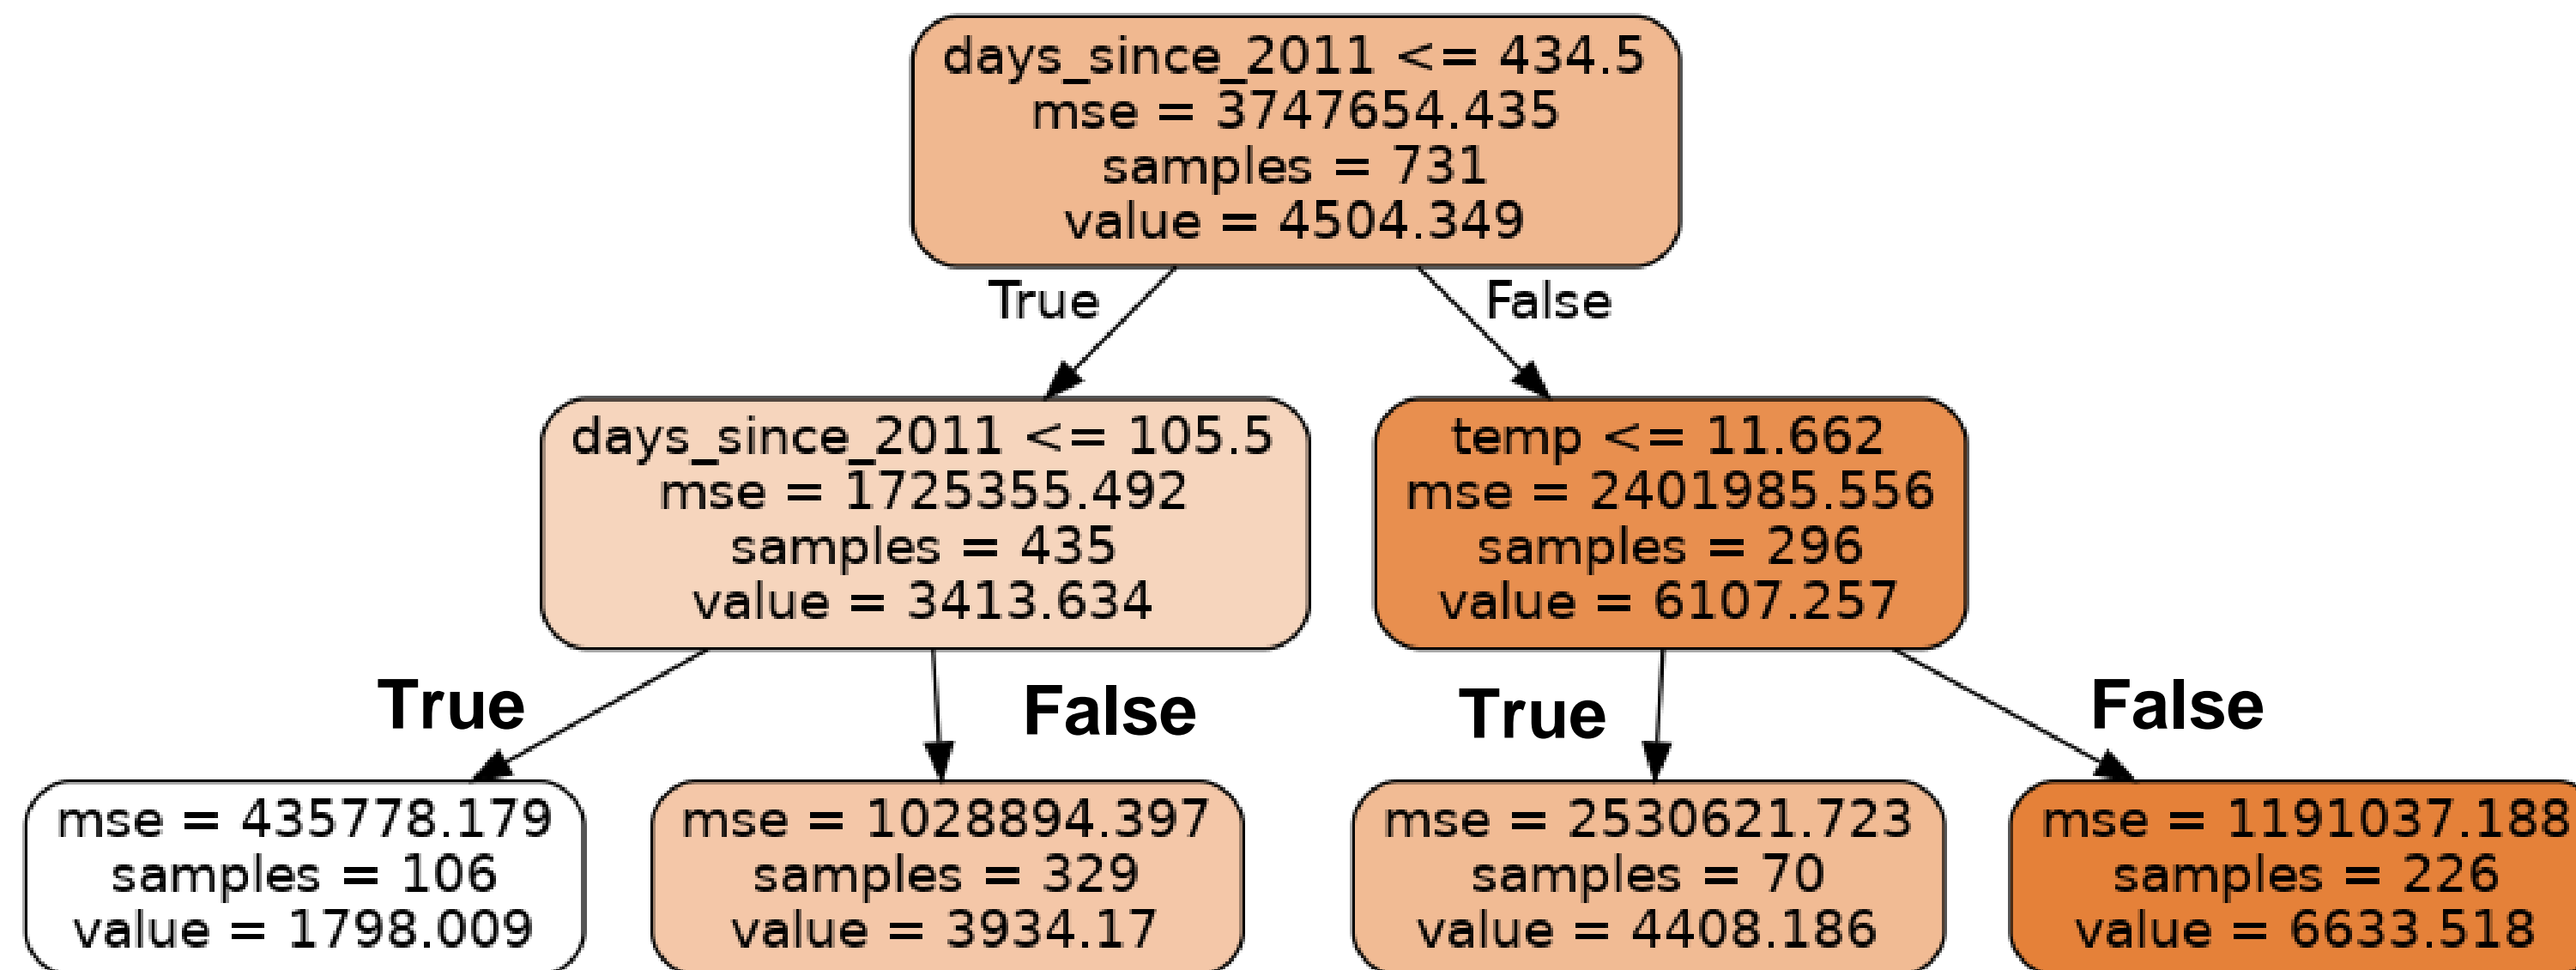 days_since_2011 <= 434.5
mse = 3747654.435
samples = 731
value = 4504.349
True
False
days_since_2011 <= 105.5
mse = 1725355.492
samples = 435
value = 3413.634
temp <= 11.662
mse = 2401985.556
samples = 296
value = 6107.257
True
False
True
False
mse = 435778.179
samples = 106
value = 1798.009
mse = 1028894.397
samples = 329
value = 3934.17
mse = 2530621.723
samples = 70
value = 4408.186
mse = 1191037.188
samples = 226
value = 6633.518